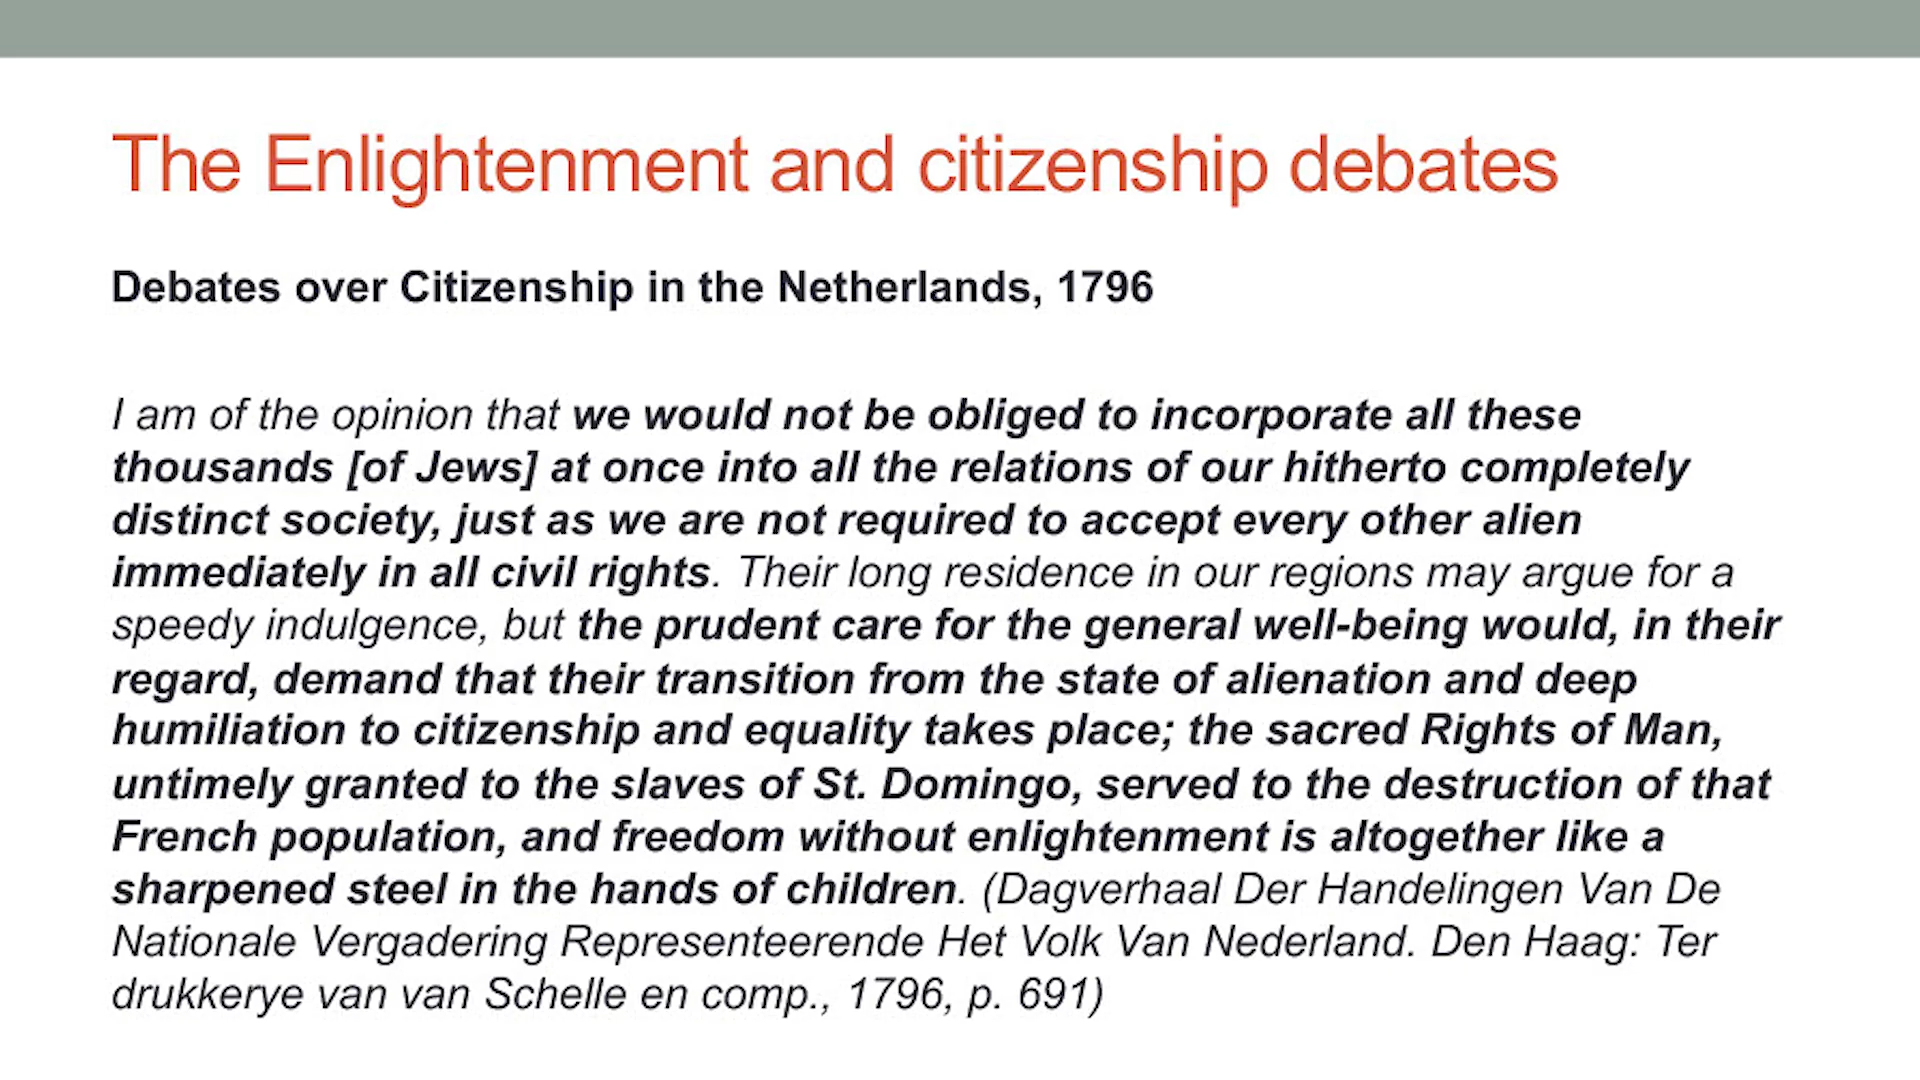 The Enlightenment and citizenship debates
Debates over Citizenship in the Netherlands, 1796
I am of the opinion that we would not be obliged to incorporate all these
thousands [of Jews] at once into all the relations of our hitherto completely
distinct society, just as we are not required to accept every other alien
immediately in all civil rights. Their long residence in our regions may argue for a
speedy indulgence, but the prudent care for the general well-being would, in their
regard, demand that their transition from the state of alienation and deep
humiliation to citizenship and equality takes place; the sacred Rights of Man,
untimely granted to the slaves of St. Domingo, served to the destruction of that
French population, and freedom without enlightenment is altogether like a
sharpened steel in the hands of children. (Dagverhaal Der Handelingen Van De
Nationale Vergadering Representeerende Het Volk Van Nederland. Den Haag: Ter
drukkerye van van Schelle en comp., 1796, p. 691)